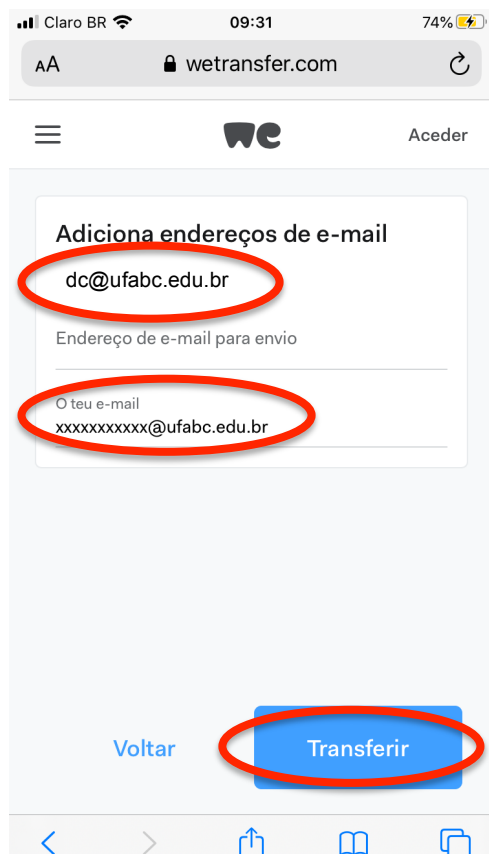 Claro BR 09:31 74%
AA wetransfer.com
we Aceder
Adiciona endereços de e-mail
dc@ufabc.edu.br
Endereço de e-mail para envio
O teu e-mail
xxxxxxxxxxx@ufabc.edu.br
Voltar Transferir